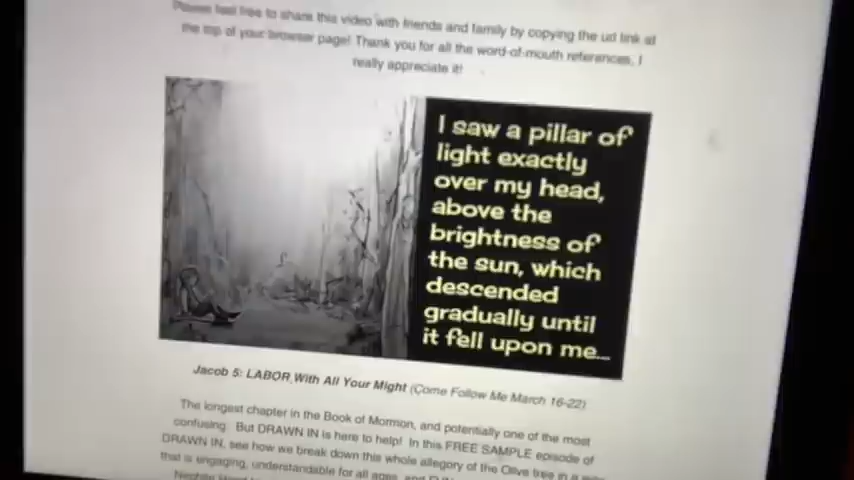 Please feel free to share this video with friends and family by copying the url link at
the top of your browser page! Thank you for all the word-of-mouth references, I
really appreciate it!
I saw a pillar of
light exactly
over my head,
above the
brightness of
the sun, which
descended
gradually until
it fell upon me...
Jacob 5: LABOR With All Your Might (Come Follow Me March 16-22)
The longest chapter in the Book of Mormon, and potentially one of the most
confusing. But DRAWN IN is here to help! In this FREE SAMPLE episode of
DRAWN IN, see how we break down this whole allegory of the Olive tree in a
that is engaging, understandable for all ages, and